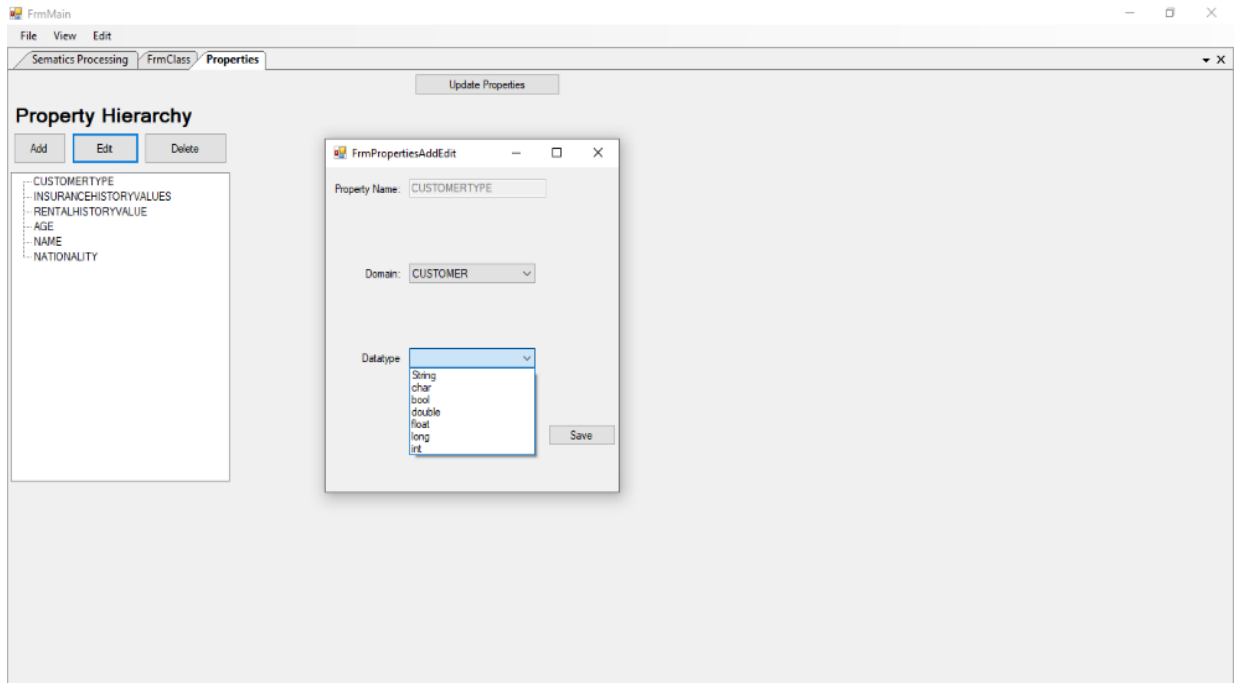 FrmMain
File View Edit
Sematics Processing FrmClass Properties
Update Properties
Property Hierarchy
Add Edit Delete
CUSTOMERTYPE
INSURANCEHISTORYVALUES
RENTALHISTORYVALUE
AGE
NAME
NATIONALITY
FrmPropertiesAddEdit
Property Name: CUSTOMERTYPE
Domain: CUSTOMER
Datatype
String
char
bool
double
float
long
int
Save